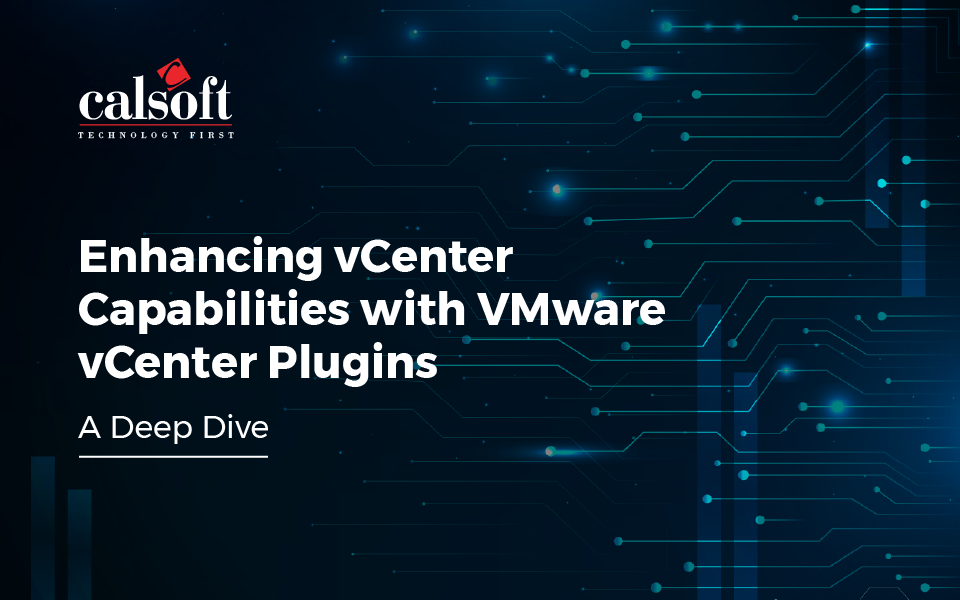 calsoft
TECHNOLOGY FIRST
Enhancing vCenter
Capabilities with VMware
vCenter Plugins
A Deep Dive